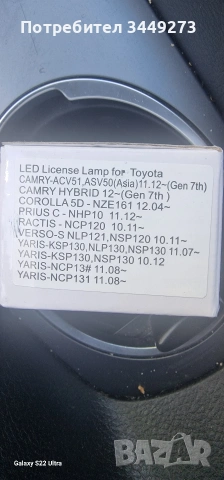 Потребител 3449275
LED License Lamp for Toyota
CAMRY-ACV51,ASV50(Asia)11.12~(Gen 7th)
CAMRY HYBRID 12~(Gen 7th )
COROLLA 5D - NZE161 12.04~
PRIUS C - NHP10 11.12~
RACTIS - NCP120 10.11~
VERSO-S NLP121,NSP120 10.11~
YARIS-KSP130,NLP130,NSP130 11.07~
YARIS-KSP130,NSP130 10.12
YARIS-NCP13# 11.08~
YARIS-NCP131 11.08~
Galaxy S22 Ultra
bazar